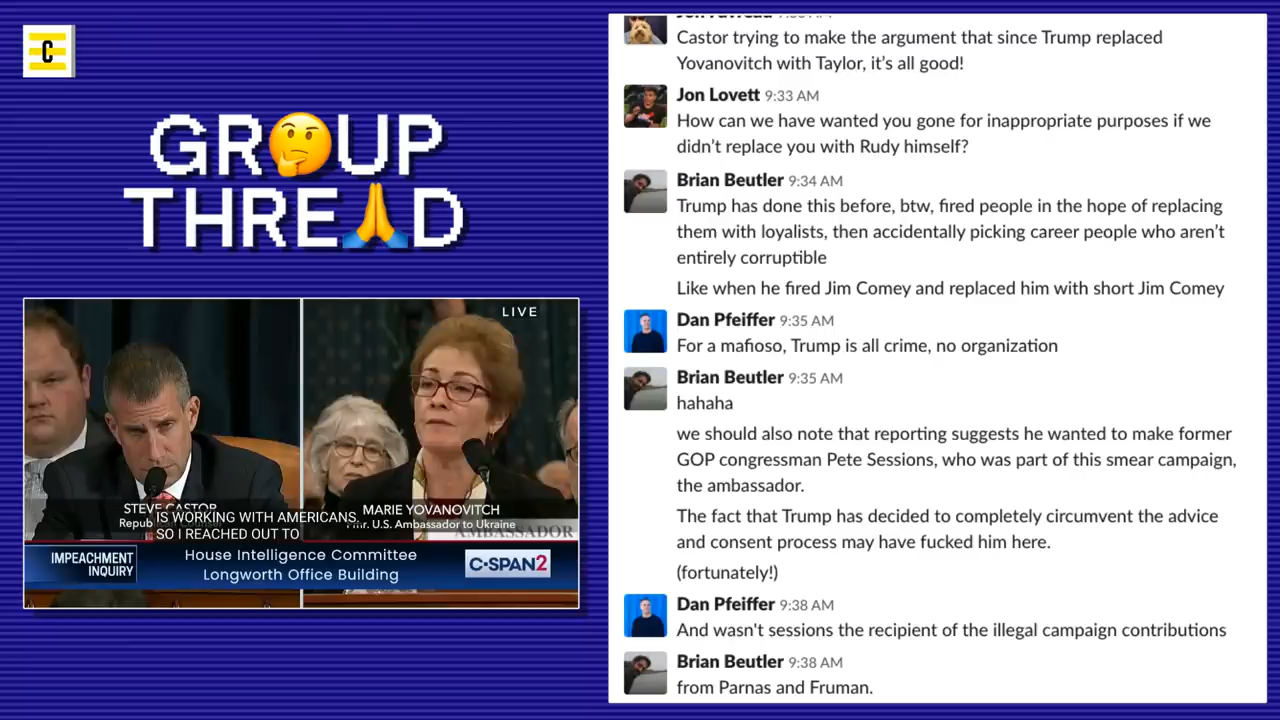 C
GROUP
THREAD
LIVE
STEVE CASTOR
MARIE YOVANOVITCH
Fmr. U.S. Ambassador to Ukraine
IS WORKING WITH AMERICANS,
SO I REACHED OUT TO
AMBASSADOR
IMPEACHMENT
INQUIRY
House Intelligence Committee
Longworth Office Building
C-SPAN2
Jon Favreau 9:33 AM
Castor trying to make the argument that since Trump replaced
Yovanovitch with Taylor, it’s all good!
Jon Lovett 9:33 AM
How can we have wanted you gone for inappropriate purposes if we
didn’t replace you with Rudy himself?
Brian Beutler 9:34 AM
Trump has done this before, btw, fired people in the hope of replacing
them with loyalists, then accidentally picking career people who aren’t
entirely corruptible
Like when he fired Jim Comey and replaced him with short Jim Comey
Dan Pfeiffer 9:35 AM
For a mafioso, Trump is all crime, no organization
Brian Beutler 9:35 AM
hahaha
we should also note that reporting suggests he wanted to make former
GOP congressman Pete Sessions, who was part of this smear campaign,
the ambassador.
The fact that Trump has decided to completely circumvent the advice
and consent process may have fucked him here.
(fortunately!)
Dan Pfeiffer 9:38 AM
And wasn't sessions the recipient of the illegal campaign contributions
Brian Beutler 9:38 AM
from Parnas and Fruman.